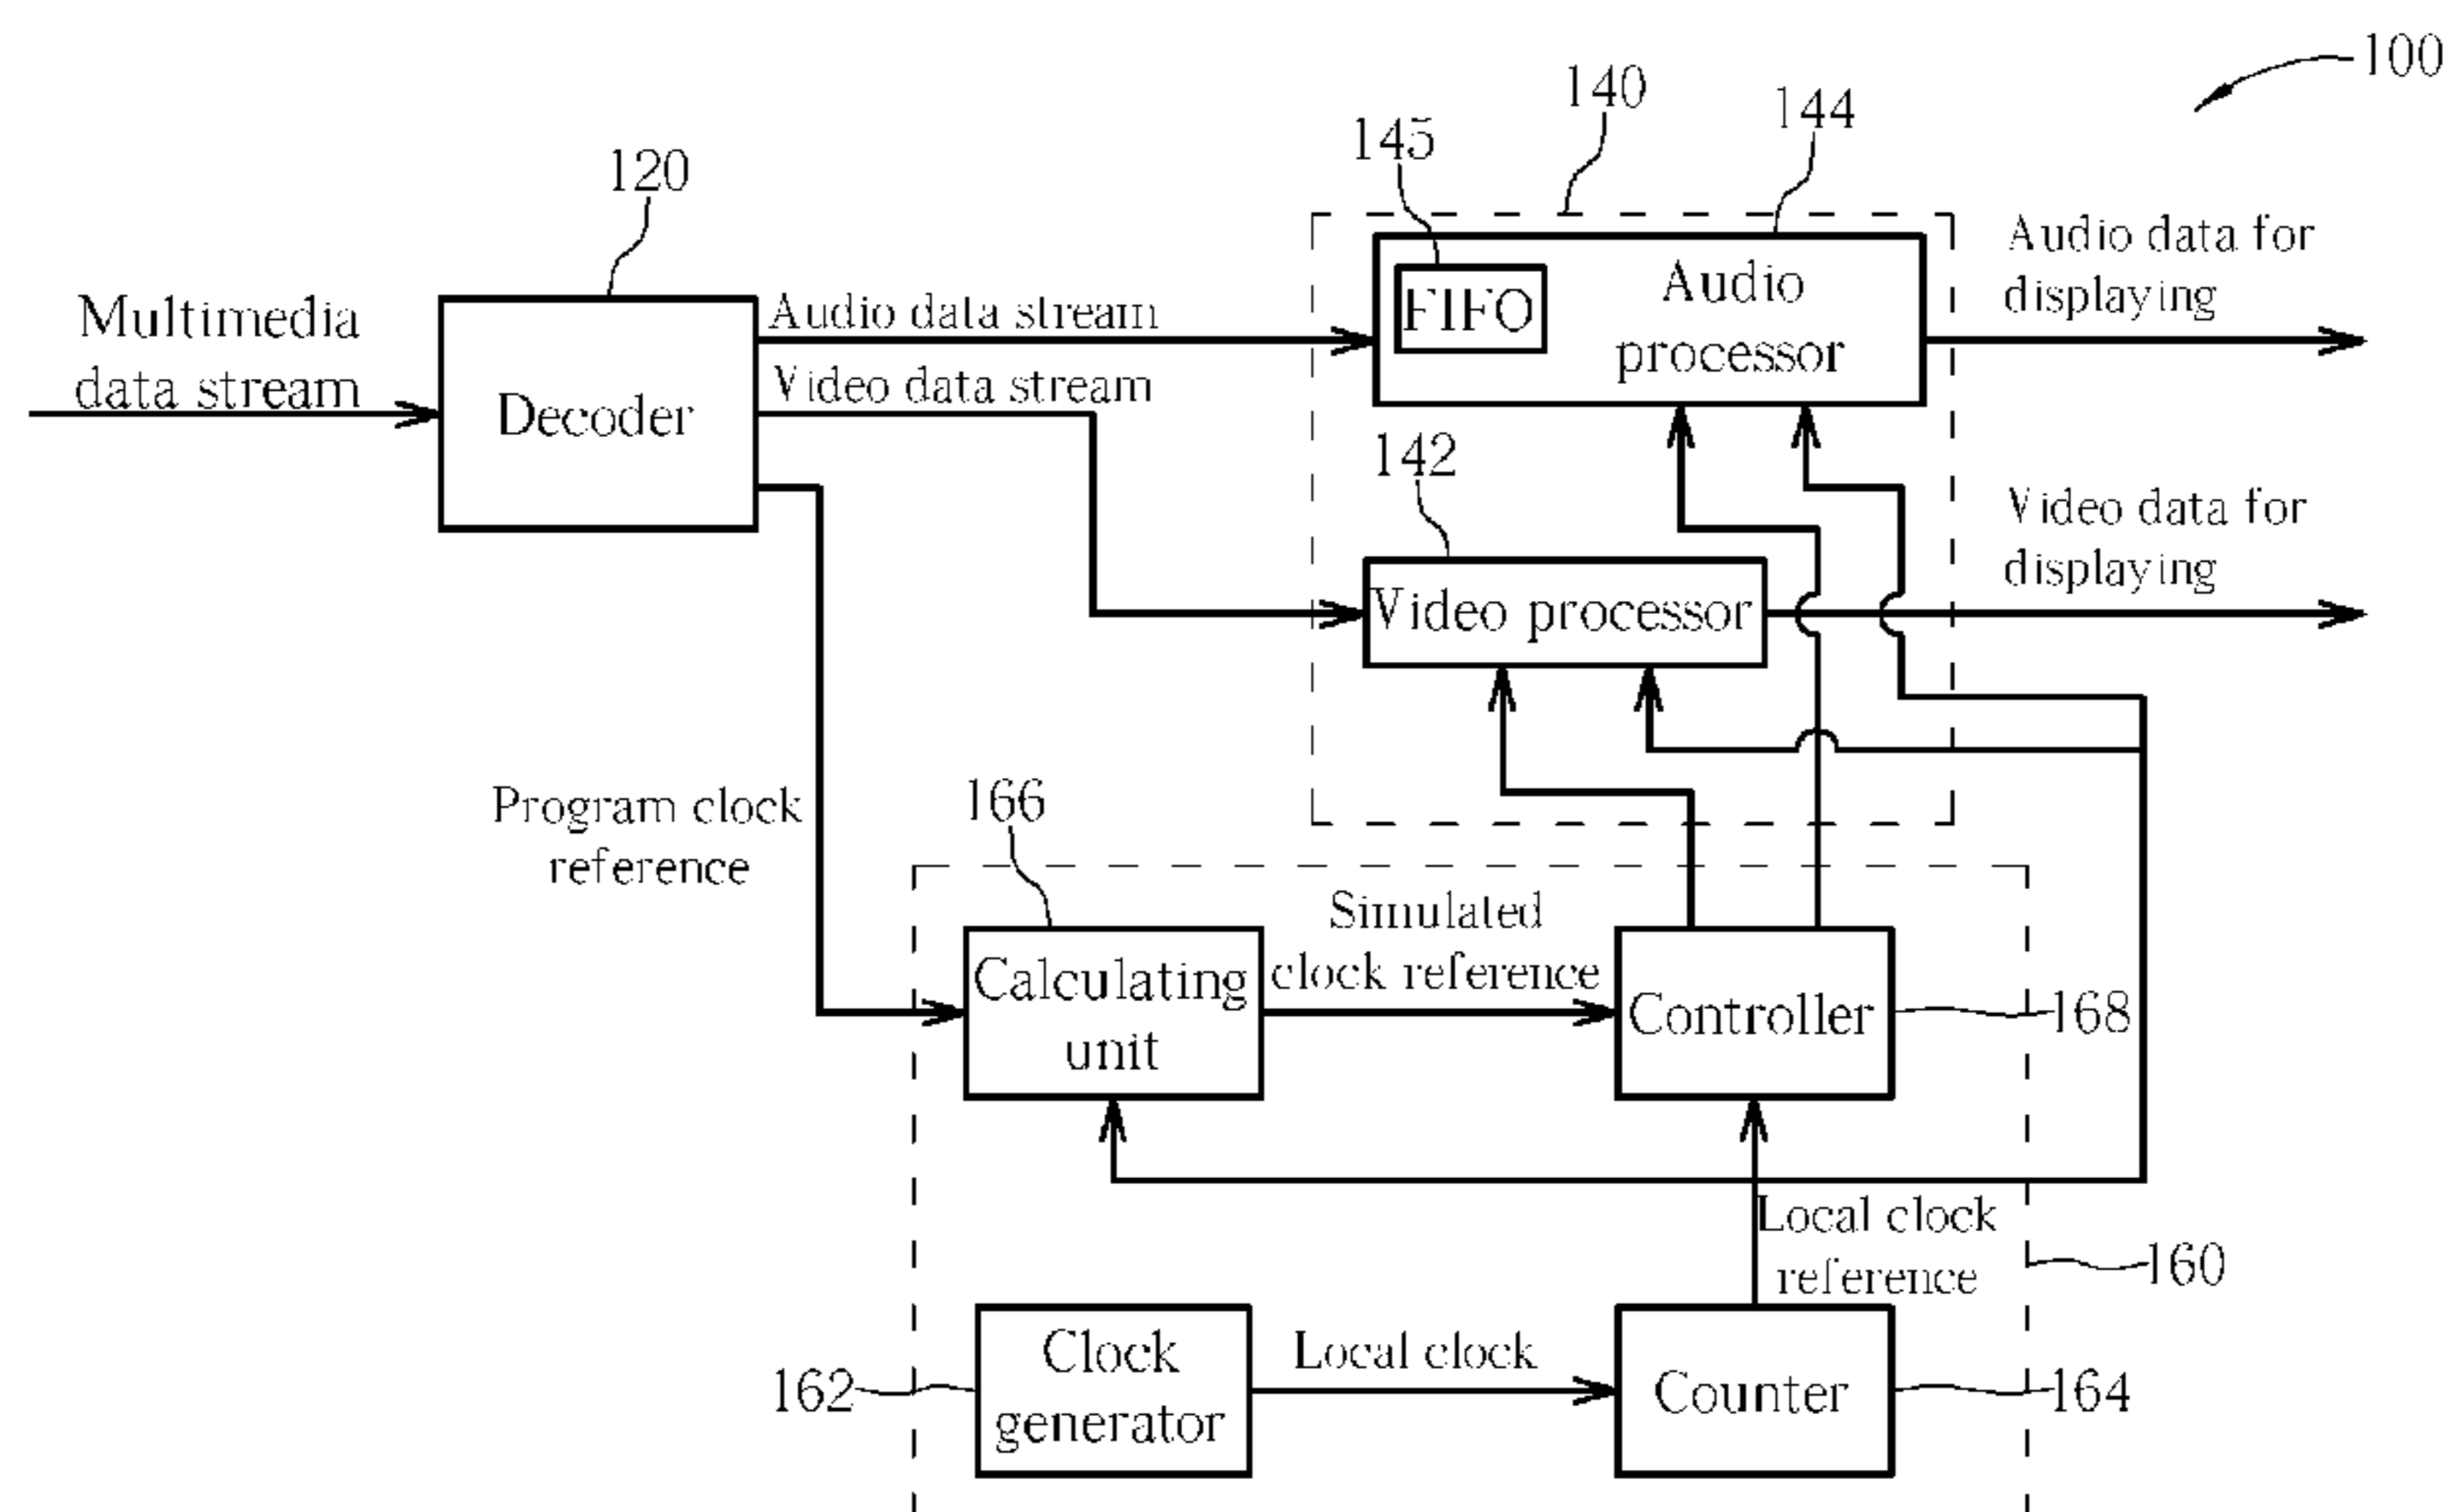 100
140
144
145
120
Audio data for
displaying
Multimedia
data stream
Decoder
Audio data stream
Video data stream
FIFO
Audio
processor
142
Video processor
Video data for
displaying
Program clock
reference
166
Simulated
clock reference
Calculating
unit
Controller
168
Local clock
reference
160
162
Clock
generator
Local clock
Counter
164